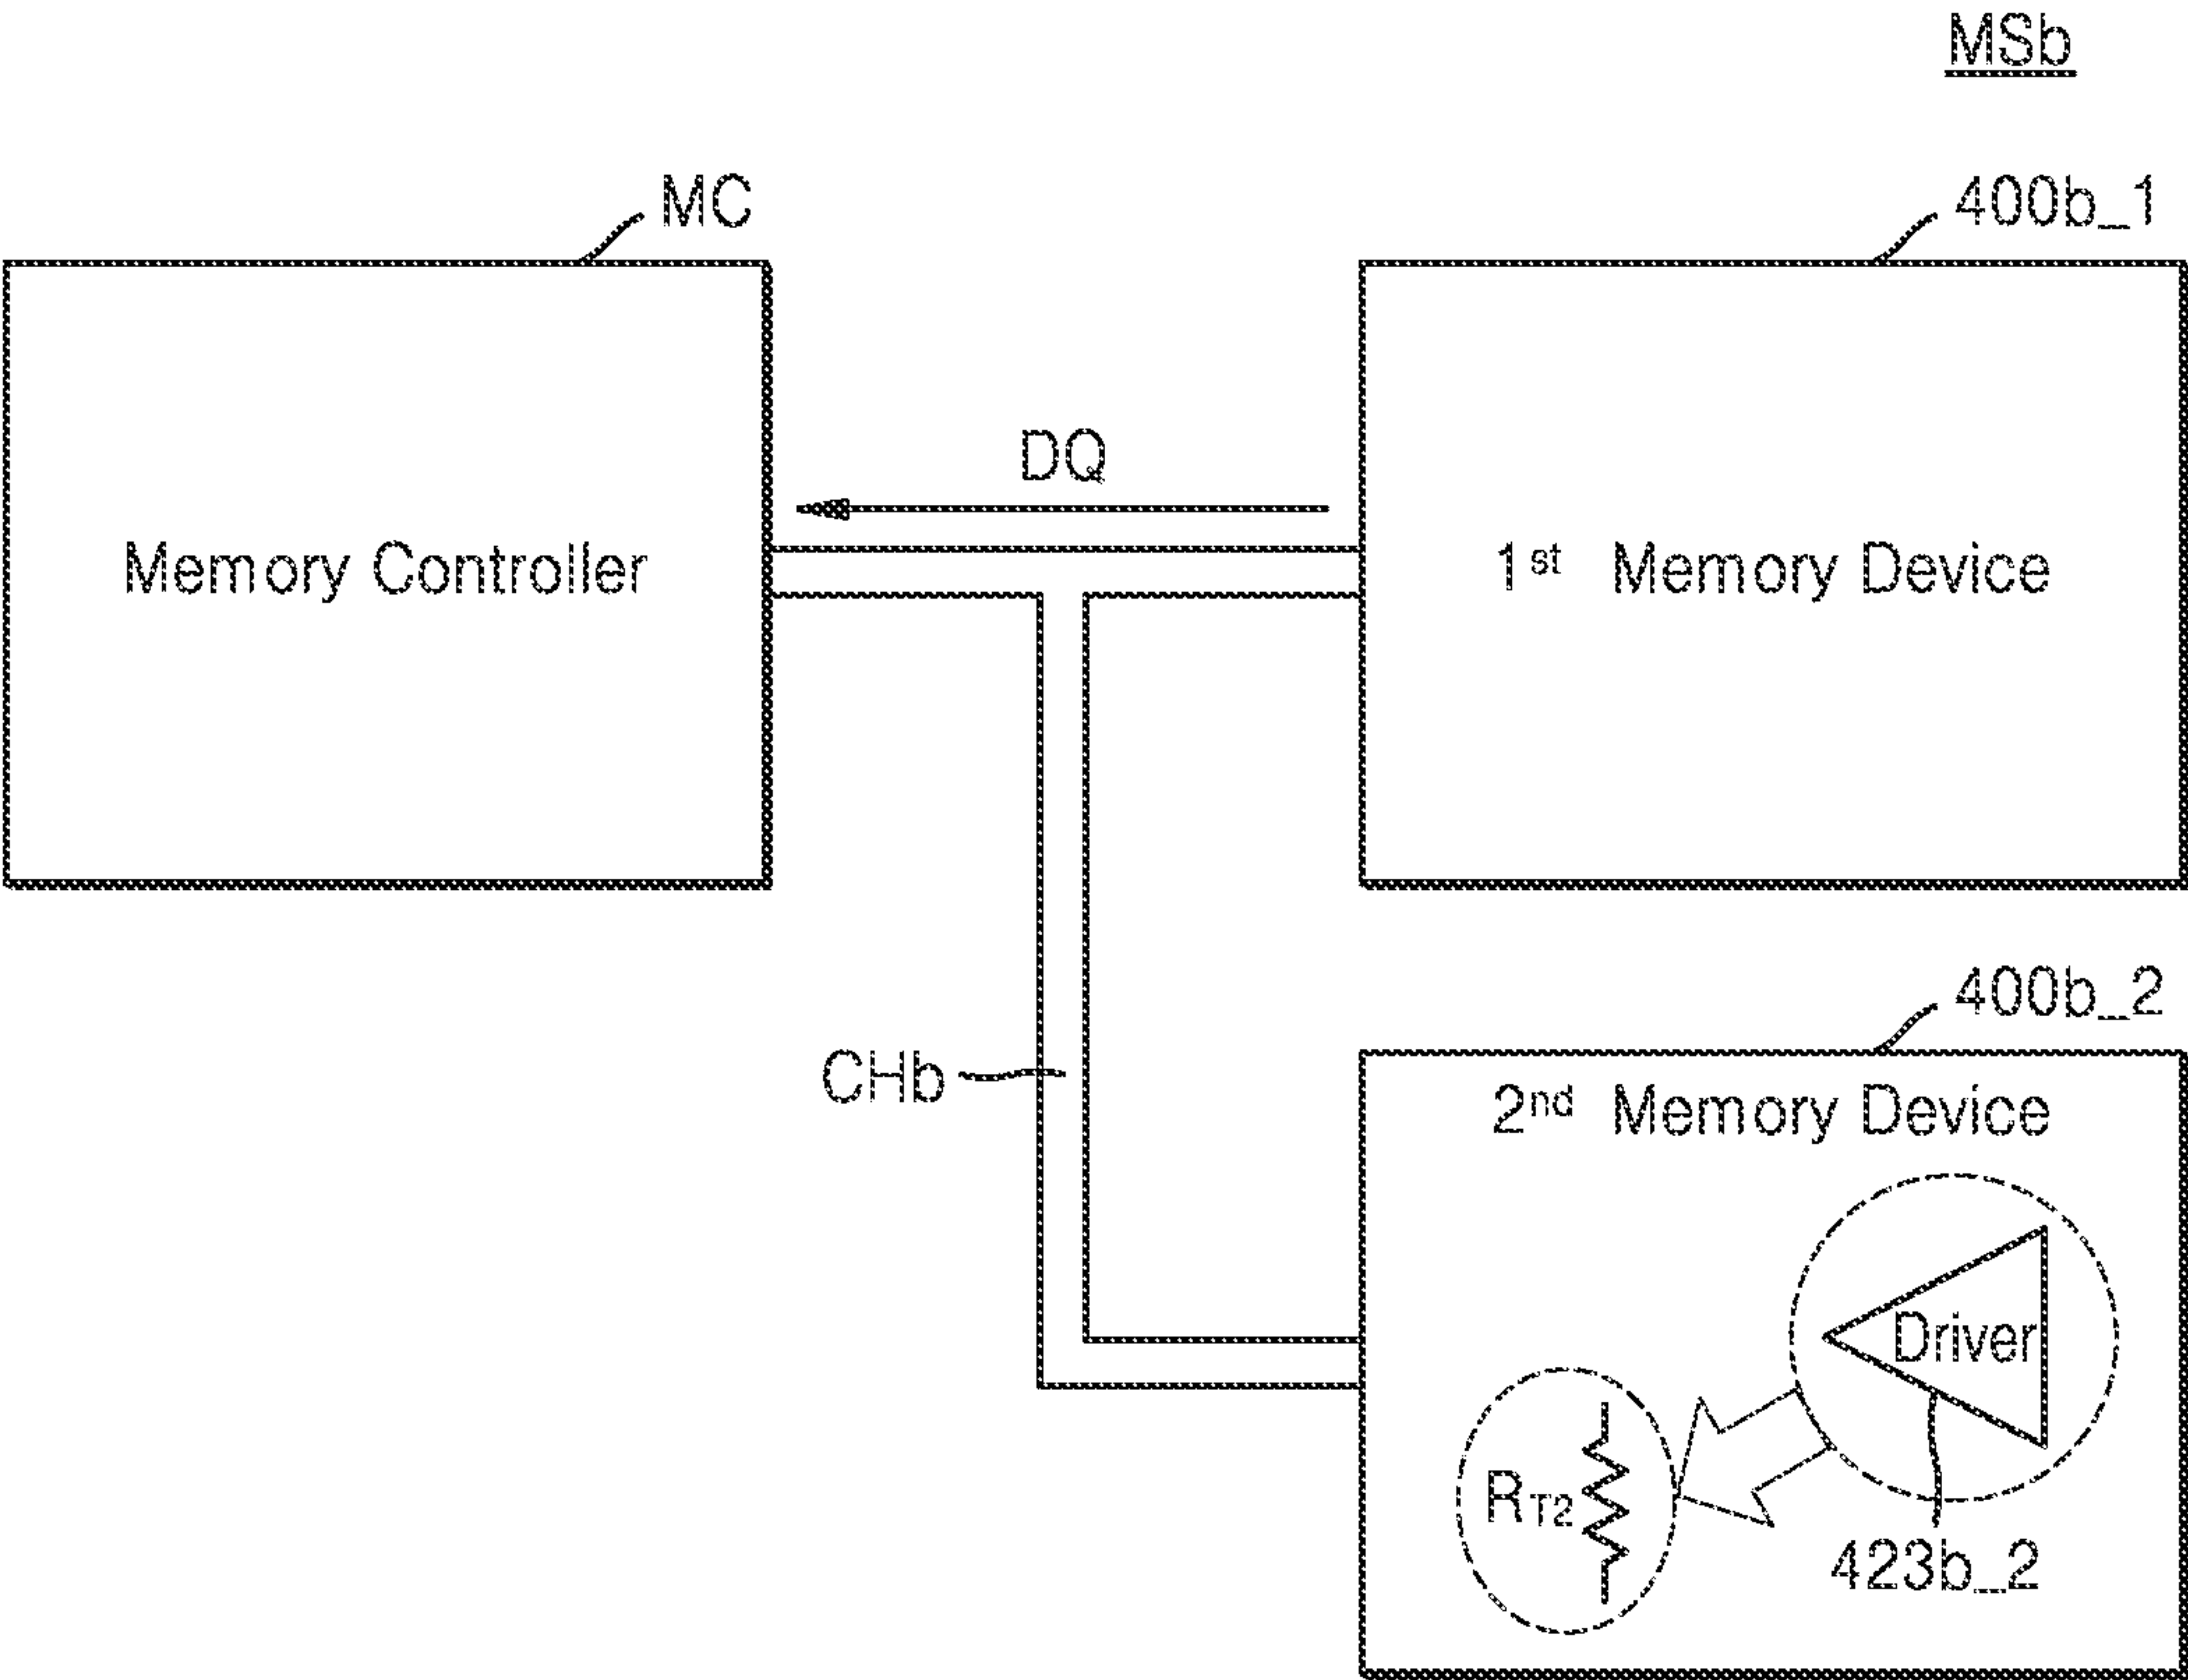 MSb
MC
400b_1
DQ
Memory Controller
1st Memory Device
400b_2
CHb
2nd Memory Device
Driver
RT2
423b_2